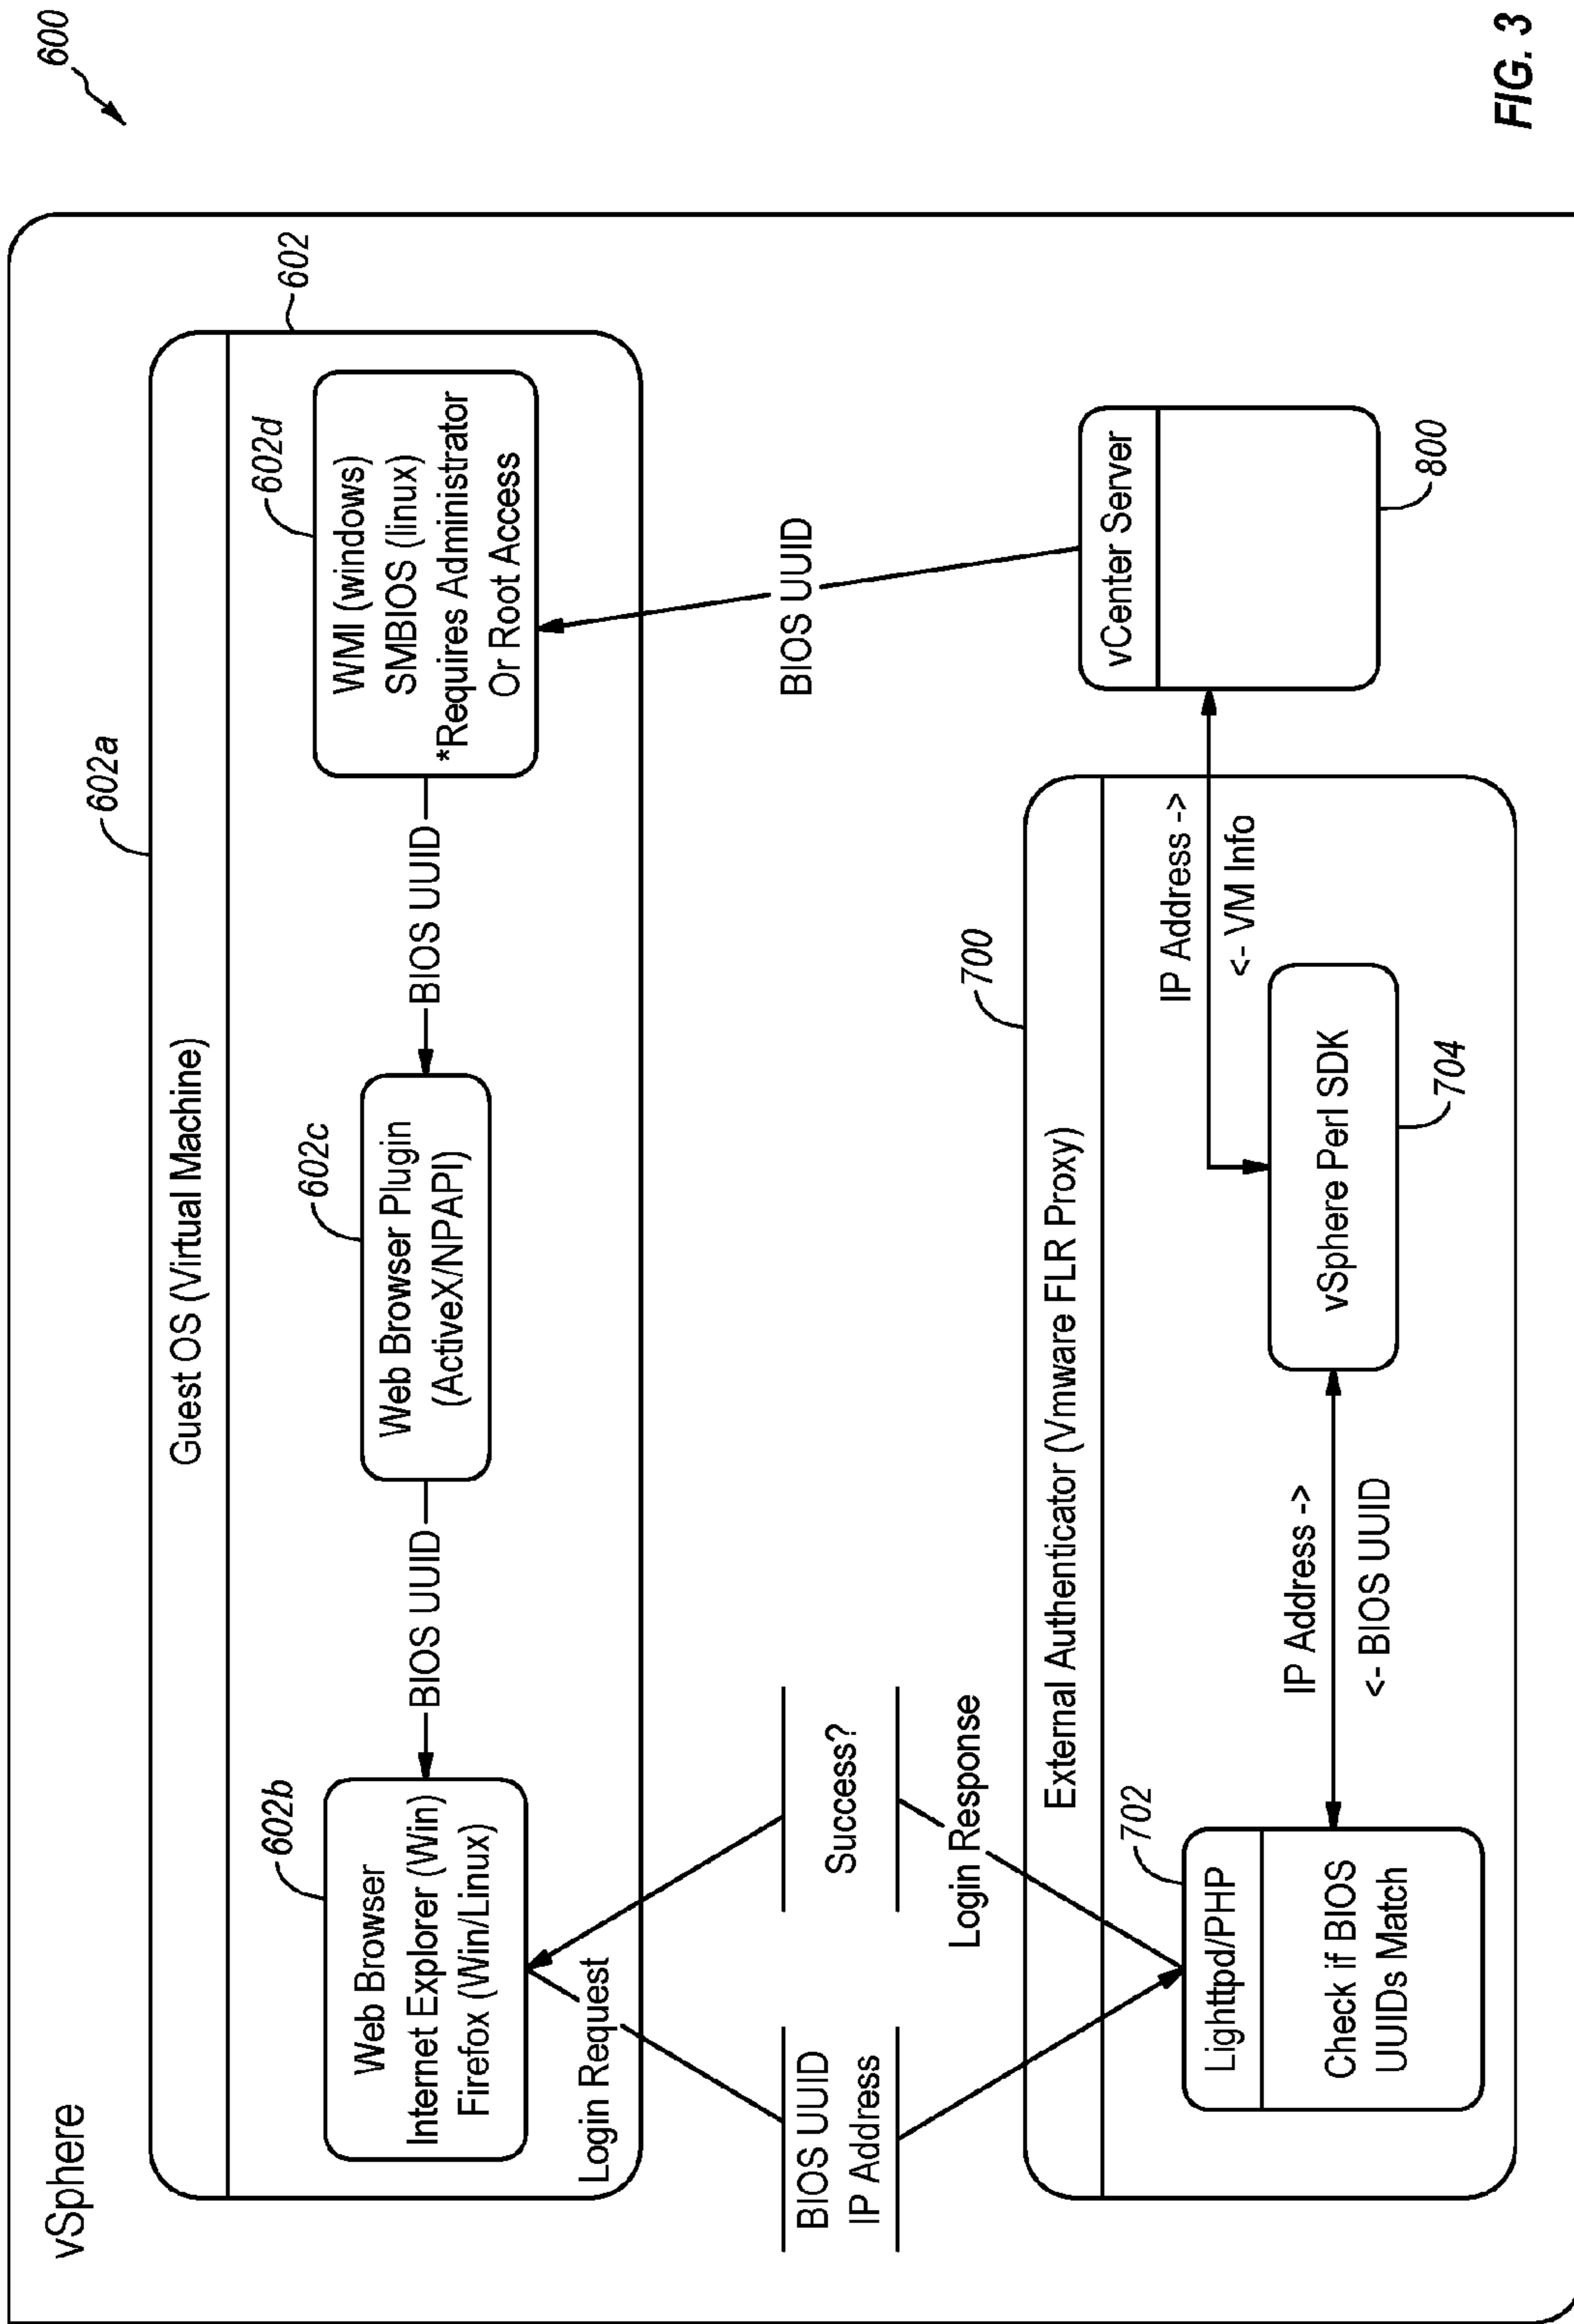 vSphere
600
Guest OS (Virtual Machine)
602a
602
602b
Web Browser
Internet Explorer (Win)
Firefox (Win/Linux)
BIOS UUID
602c
Web Browser Plugin
(ActiveX/NPAPI)
BIOS UUID
602d
WMI (windows)
SMBIOS (linux)
*Requires Administrator
Or Root Access
Login Request
BIOS UUID
IP Address
Success?
Login Response
BIOS UUID
External Authenticator (Vmware FLR Proxy)
700
702
Lighttpd/PHP
Check if BIOS
UUIDs Match
IP Address ->
<- BIOS UUID
vSphere Perl SDK
704
IP Address ->
<- VM Info
vCenter Server
800
FIG. 3